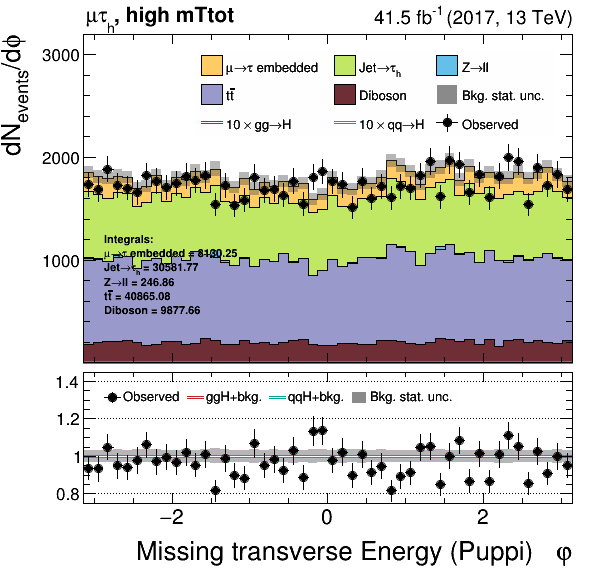 μτh, high mTtot 41.5 fb-1 (2017, 13 TeV)
dNevents/dϕ
3000
2000
1000
μ→τ embedded Jet→τh Z→ll
tt̄ Diboson Bkg. stat. unc.
10 × gg→H 10 × qq→H Observed
Integrals:
μ→τ embedded = 8130.25
Jet→τh = 30581.77
Z→ll = 246.86
tt̄ = 40865.08
Diboson = 9877.66
1.4
1.2
1
0.8
Observed ggH+bkg. qqH+bkg. Bkg. stat. unc.
−2 0 2
Missing transverse Energy (Puppi) φ